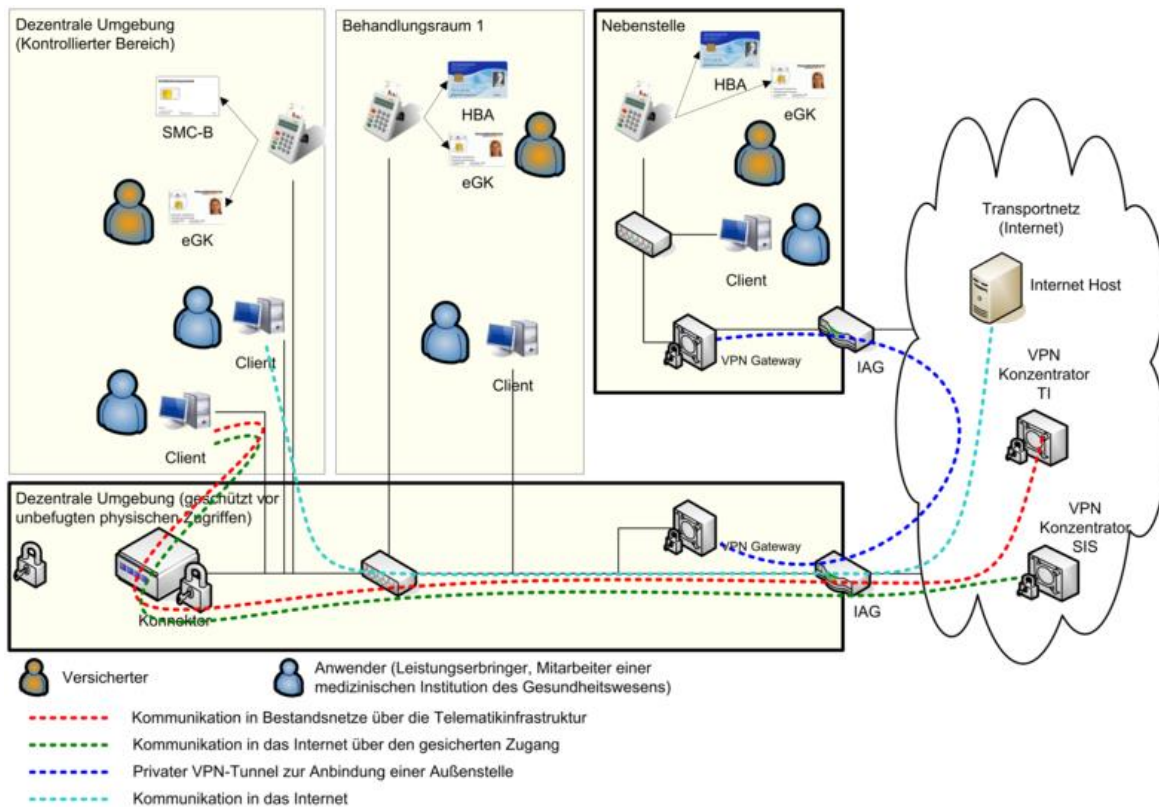 Dezentrale Umgebung
(Kontrollierter Bereich)
SMC-B
eGK
Client
Client
Behandlungsraum 1
HBA
eGK
Client
Nebenstelle
HBA
eGK
Client
VPN Gateway
IAG
Transportnetz
(Internet)
Internet Host
VPN
Konzentrator
TI
VPN
Konzentrator
SIS
Dezentrale Umgebung (geschützt vor
unbefugten physischen Zugriffen)
Konnektor
VPN Gateway
IAG
Versicherter
Anwender (Leistungserbringer, Mitarbeiter einer
medizinischen Institution des Gesundheitswesens)
Kommunikation in Bestandsnetze über die Telematikinfrastruktur
Kommunikation in das Internet über den gesicherten Zugang
Privater VPN-Tunnel zur Anbindung einer Außenstelle
Kommunikation in das Internet